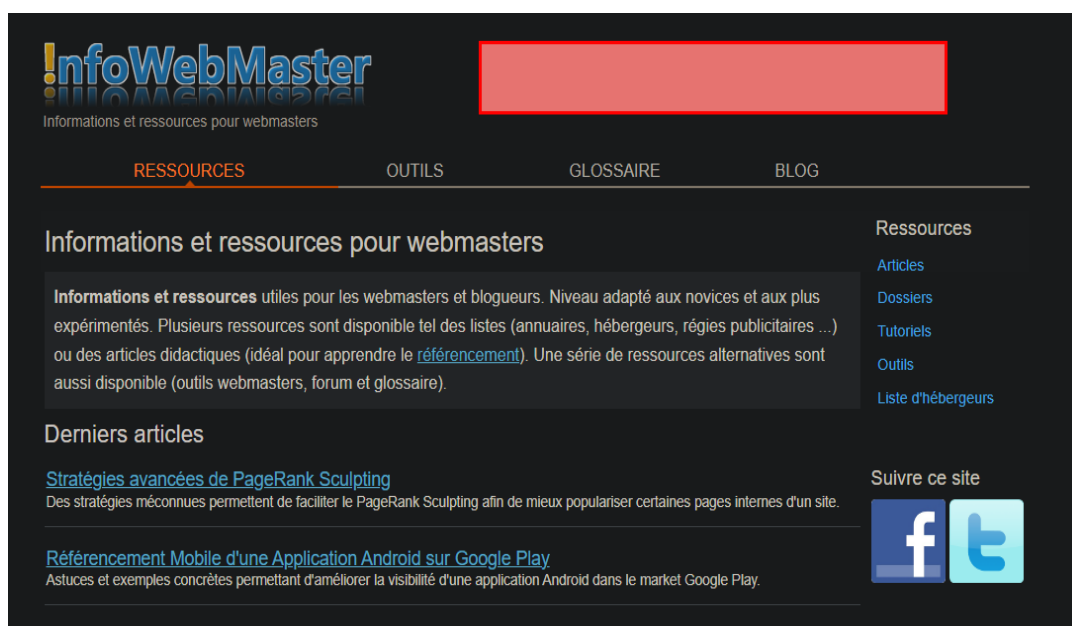 !nfoWebMaster
Informations et ressources pour webmasters
RESSOURCES OUTILS GLOSSAIRE BLOG
Informations et ressources pour webmasters
Informations et ressources utiles pour les webmasters et blogueurs. Niveau adapté aux novices et aux plus
expérimentés. Plusieurs ressources sont disponible tel des listes (annuaires, hébergeurs, régies publicitaires ...)
ou des articles didactiques (idéal pour apprendre le référencement). Une série de ressources alternatives sont
aussi disponible (outils webmasters, forum et glossaire).
Derniers articles
Stratégies avancées de PageRank Sculpting
Des stratégies méconnues permettent de faciliter le PageRank Sculpting afin de mieux populariser certaines pages internes d'un site.
Référencement Mobile d'une Application Android sur Google Play
Astuces et exemples concrètes permettant d'améliorer la visibilité d'une application Android dans le market Google Play.
Ressources
Articles
Dossiers
Tutoriels
Outils
Liste d'hébergeurs
Suivre ce site
f t